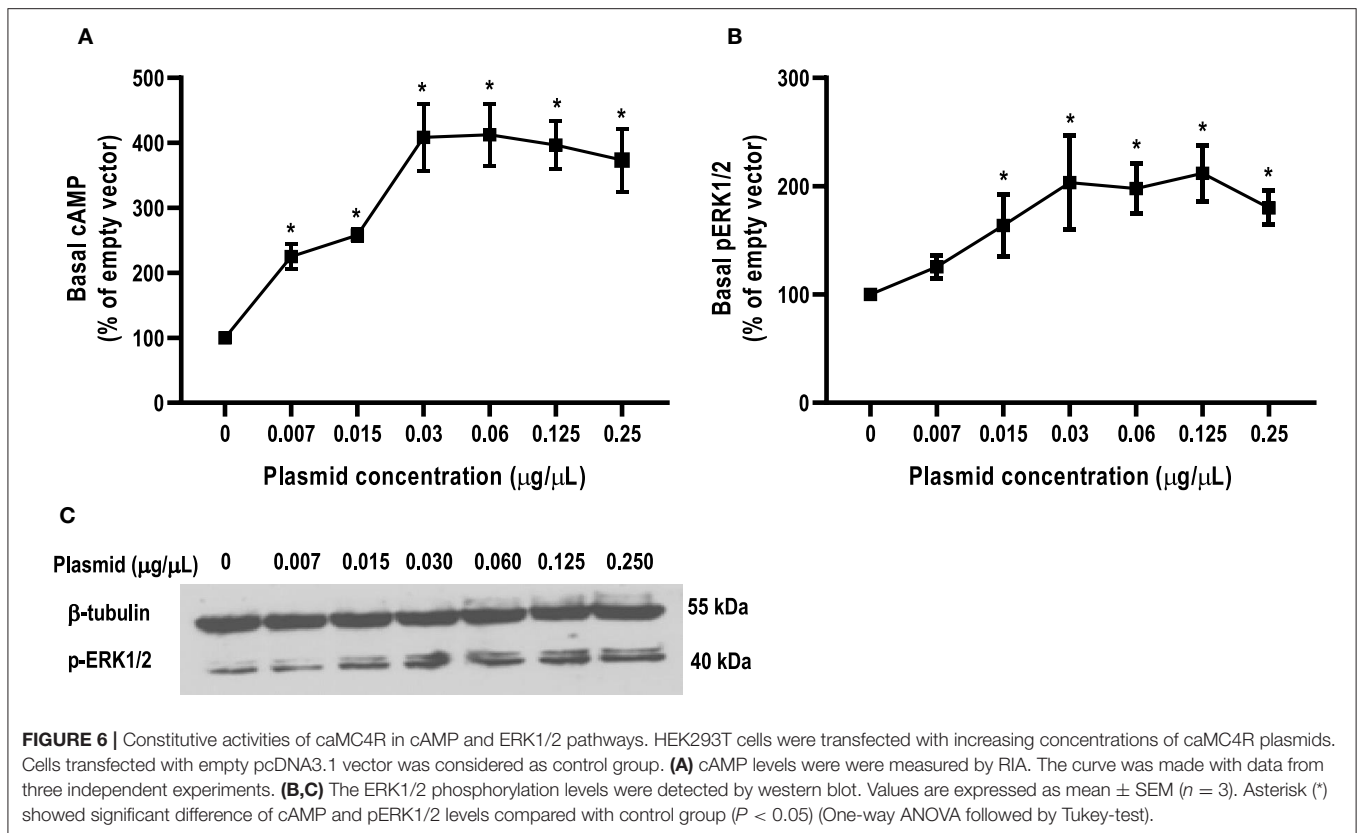 A
500
400
300
200
100
0
Basal cAMP
(% of empty vector)
* * * * * *
0 0.007 0.015 0.03 0.06 0.125 0.25
Plasmid concentration (μg/μL)
B
300
200
100
0
Basal pERK1/2
(% of empty vector)
* * * * *
0 0.007 0.015 0.03 0.06 0.125 0.25
Plasmid concentration (μg/μL)
C
Plasmid (μg/μL) 0 0.007 0.015 0.030 0.060 0.125 0.250
β-tubulin 55 kDa
p-ERK1/2 40 kDa
FIGURE 6 | Constitutive activities of caMC4R in cAMP and ERK1/2 pathways. HEK293T cells were transfected with increasing concentrations of caMC4R plasmids.
Cells transfected with empty pcDNA3.1 vector was considered as control group. (A) cAMP levels were were measured by RIA. The curve was made with data from
three independent experiments. (B,C) The ERK1/2 phosphorylation levels were detected by western blot. Values are expressed as mean ± SEM (n = 3). Asterisk (*)
showed significant difference of cAMP and pERK1/2 levels compared with control group (P < 0.05) (One-way ANOVA followed by Tukey-test).